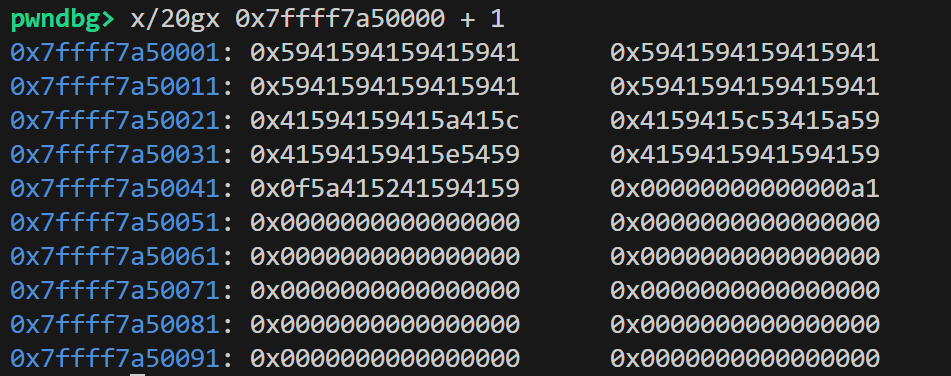 pwndbg> x/20gx 0x7ffff7a50000 + 1
0x7ffff7a50001: 0x5941594159415941 0x5941594159415941
0x7ffff7a50011: 0x5941594159415941 0x5941594159415941
0x7ffff7a50021: 0x41594159415a415c 0x4159415c53415a59
0x7ffff7a50031: 0x41594159415e5459 0x4159415941594159
0x7ffff7a50041: 0x0f5a415241594159 0x00000000000000a1
0x7ffff7a50051: 0x0000000000000000 0x0000000000000000
0x7ffff7a50061: 0x0000000000000000 0x0000000000000000
0x7ffff7a50071: 0x0000000000000000 0x0000000000000000
0x7ffff7a50081: 0x0000000000000000 0x0000000000000000
0x7ffff7a50091: 0x0000000000000000 0x0000000000000000